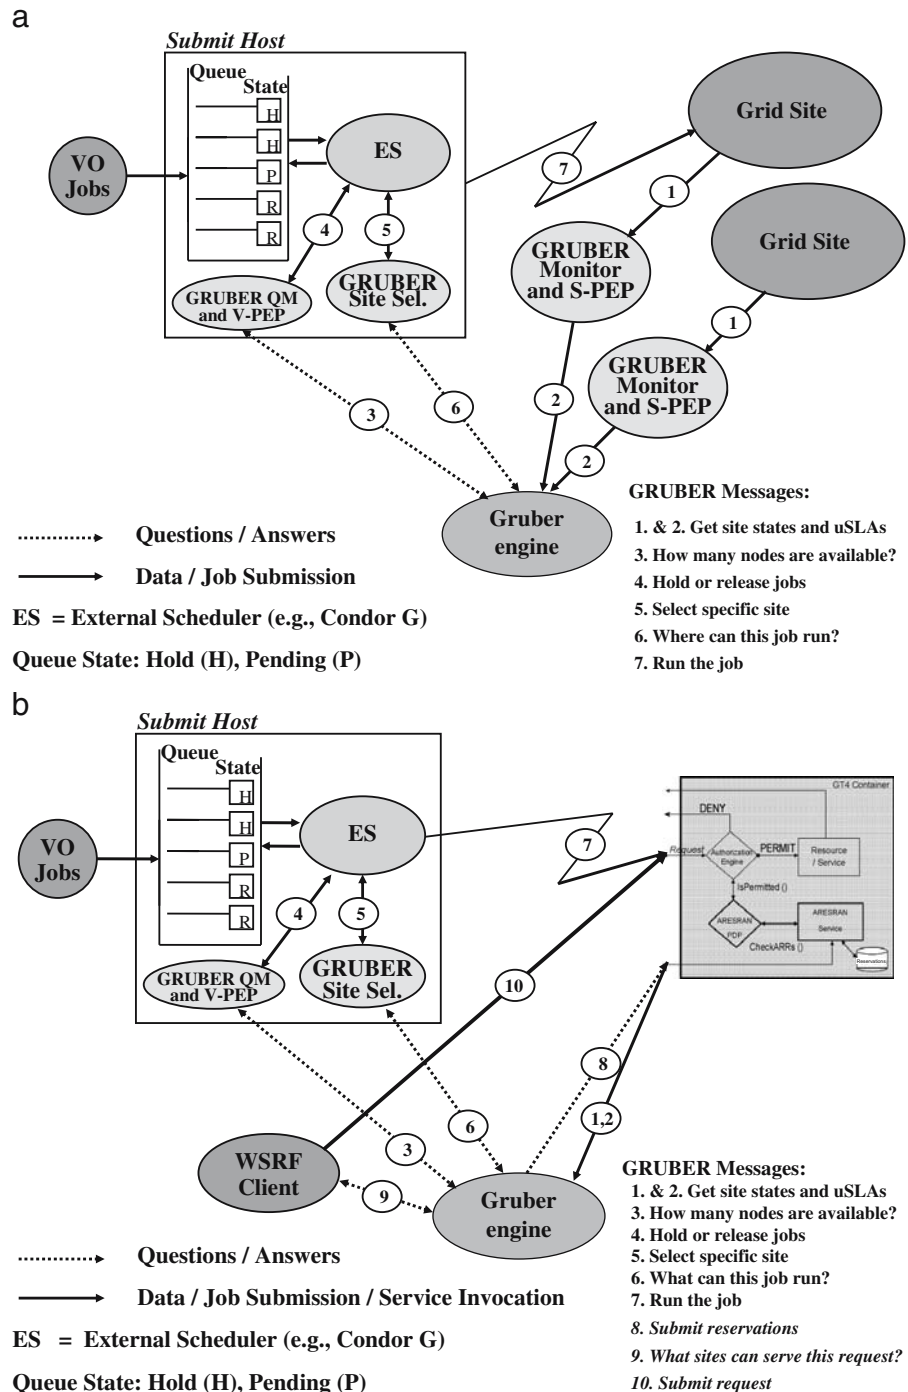 a
Submit Host
Queue
State
H
H
P
R
R
ES
VO
Jobs
4
5
GRUBER QM
and V-PEP
GRUBER
Site Sel.
7
Grid Site
1
Grid Site
GRUBER
Monitor
and S-PEP
1
GRUBER
Monitor
and S-PEP
2
2
3
6
Gruber
engine
Questions / Answers
Data / Job Submission
ES = External Scheduler (e.g., Condor G)
Queue State: Hold (H), Pending (P)
GRUBER Messages:
1. & 2. Get site states and uSLAs
3. How many nodes are available?
4. Hold or release jobs
5. Select specific site
6. Where can this job run?
7. Run the job
b
Submit Host
Queue
State
H
H
P
R
R
ES
VO
Jobs
4
5
GRUBER QM
and V-PEP
GRUBER
Site Sel.
7
GT4 Container
DENY
Request
Authorization
Engine
PERMIT
Resource
/ Service
IsPermitted ()
ARESRAN
PDP
ARESRAN
Service
CheckARRs ()
Reservations
10
8
1,2
6
3
9
WSRF
Client
Gruber
engine
Questions / Answers
Data / Job Submission / Service Invocation
ES = External Scheduler (e.g., Condor G)
Queue State: Hold (H), Pending (P)
GRUBER Messages:
1. & 2. Get site states and uSLAs
3. How many nodes are available?
4. Hold or release jobs
5. Select specific site
6. What can this job run?
7. Run the job
8. Submit reservations
9. What sites can serve this request?
10. Submit request